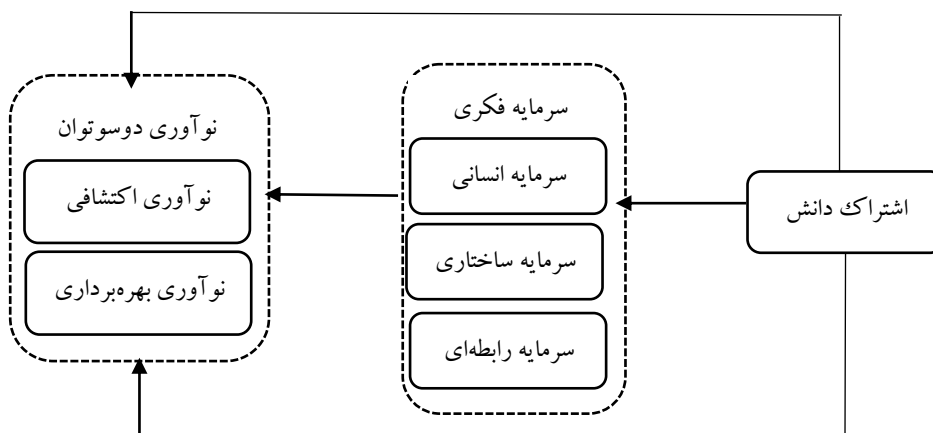 اشتراک دانش
سرمایه فکری
سرمایه انسانی
سرمایه ساختاری
سرمایه رابطه‌ای
نوآوری دوسوتوان
نوآوری اکتشافی
نوآوری بهره‌برداری